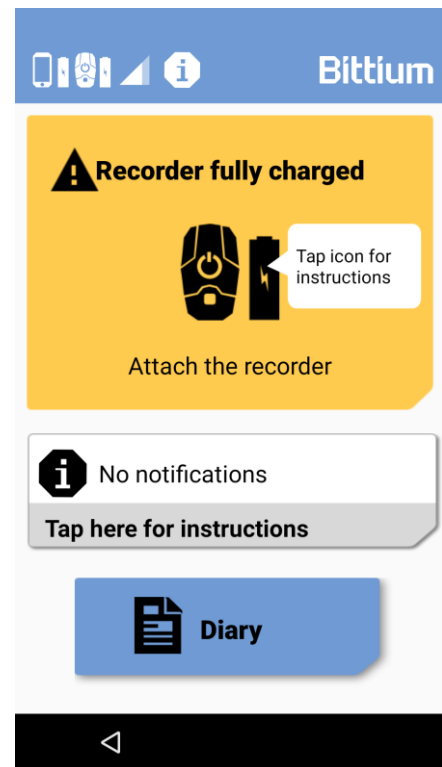 Bittium
Recorder fully charged
Tap icon for
instructions
Attach the recorder
No notifications
Tap here for instructions
Diary